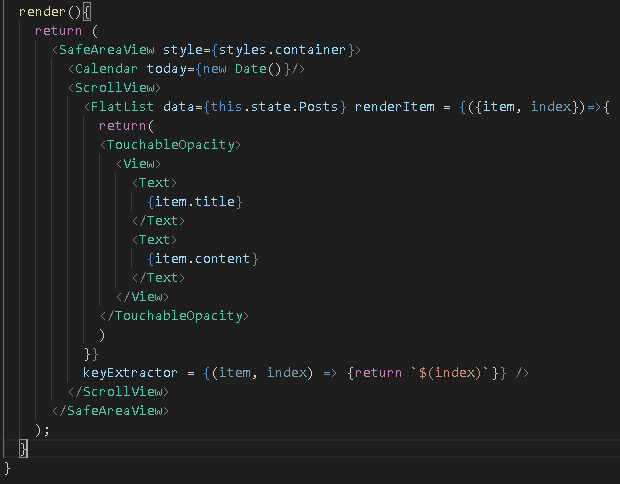 render(){
return (
<SafeAreaView style={styles.container}>
<Calendar today={new Date()}/>
<ScrollView>
<FlatList data={this.state.Posts} renderItem = {({item, index})=>{
return(
<TouchableOpacity>
<View>
<Text>
{item.title}
</Text>
<Text>
{item.content}
</Text>
</View>
</TouchableOpacity>
)
}}
keyExtractor = {(item, index) => {return `$(index)`}} />
</ScrollView>
</SafeAreaView>
);
}
}